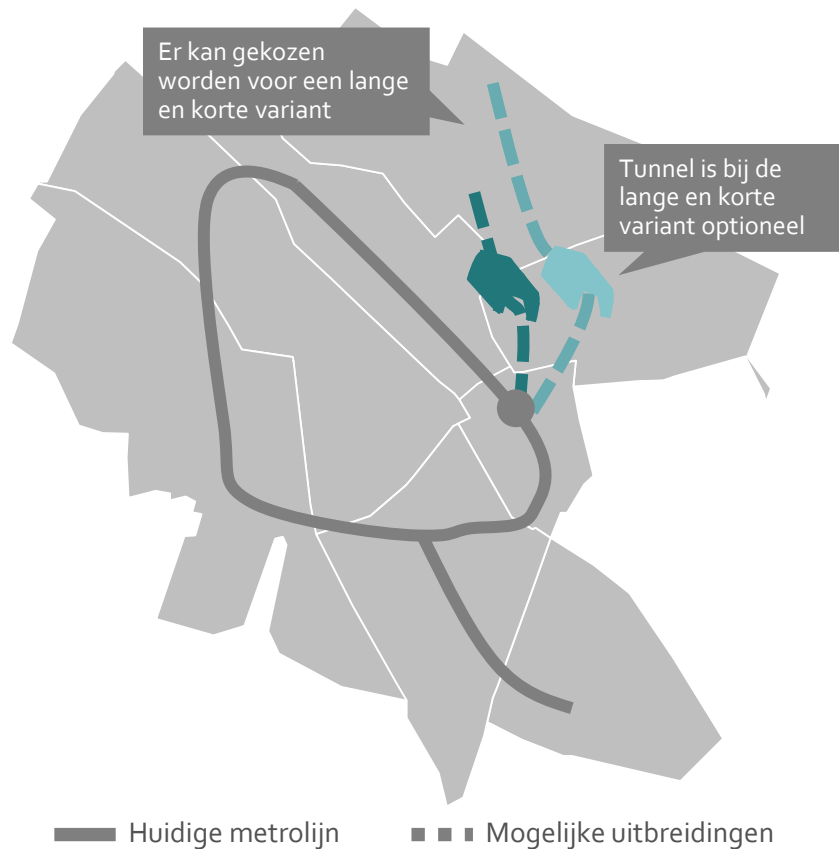 Er kan gekozen
worden voor een lange
en korte variant
Tunnel is bij de
lange en korte
variant optioneel
Huidige metrolijn
Mogelijke uitbreidingen